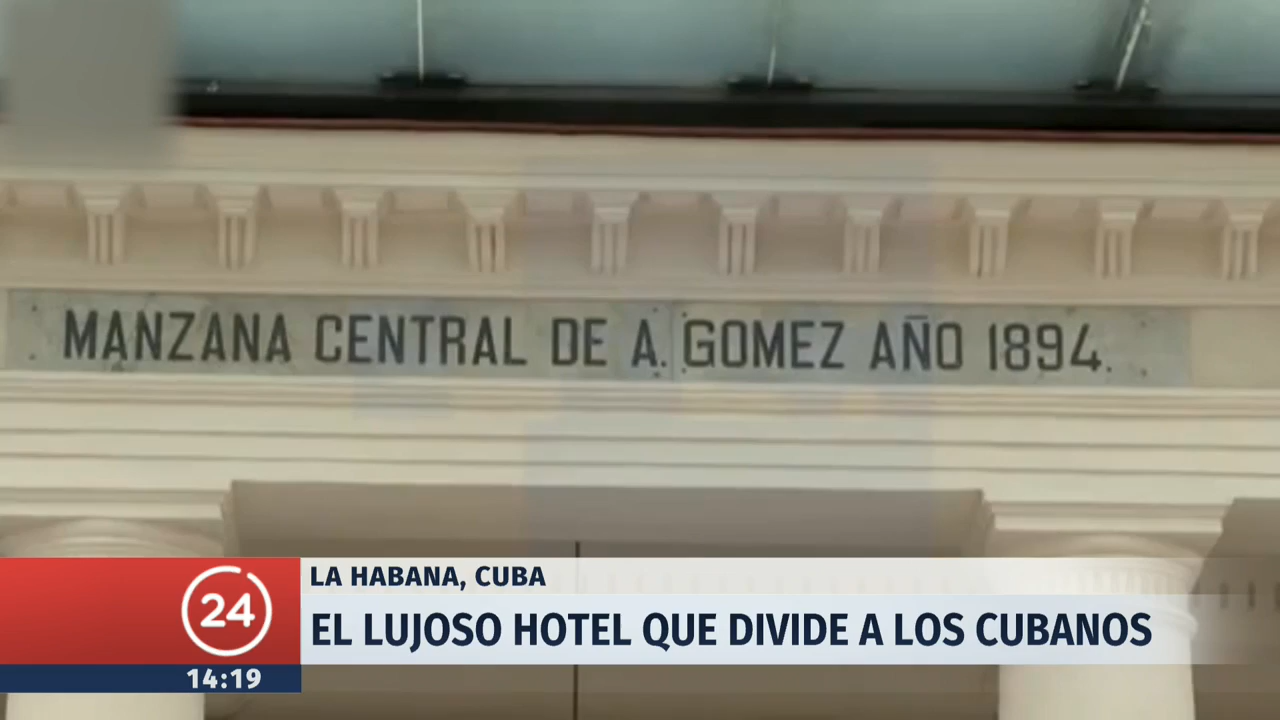 MANZANA CENTRAL DE A. GOMEZ AÑO 1894.
LA HABANA, CUBA
24
EL LUJOSO HOTEL QUE DIVIDE A LOS CUBANOS
14:19